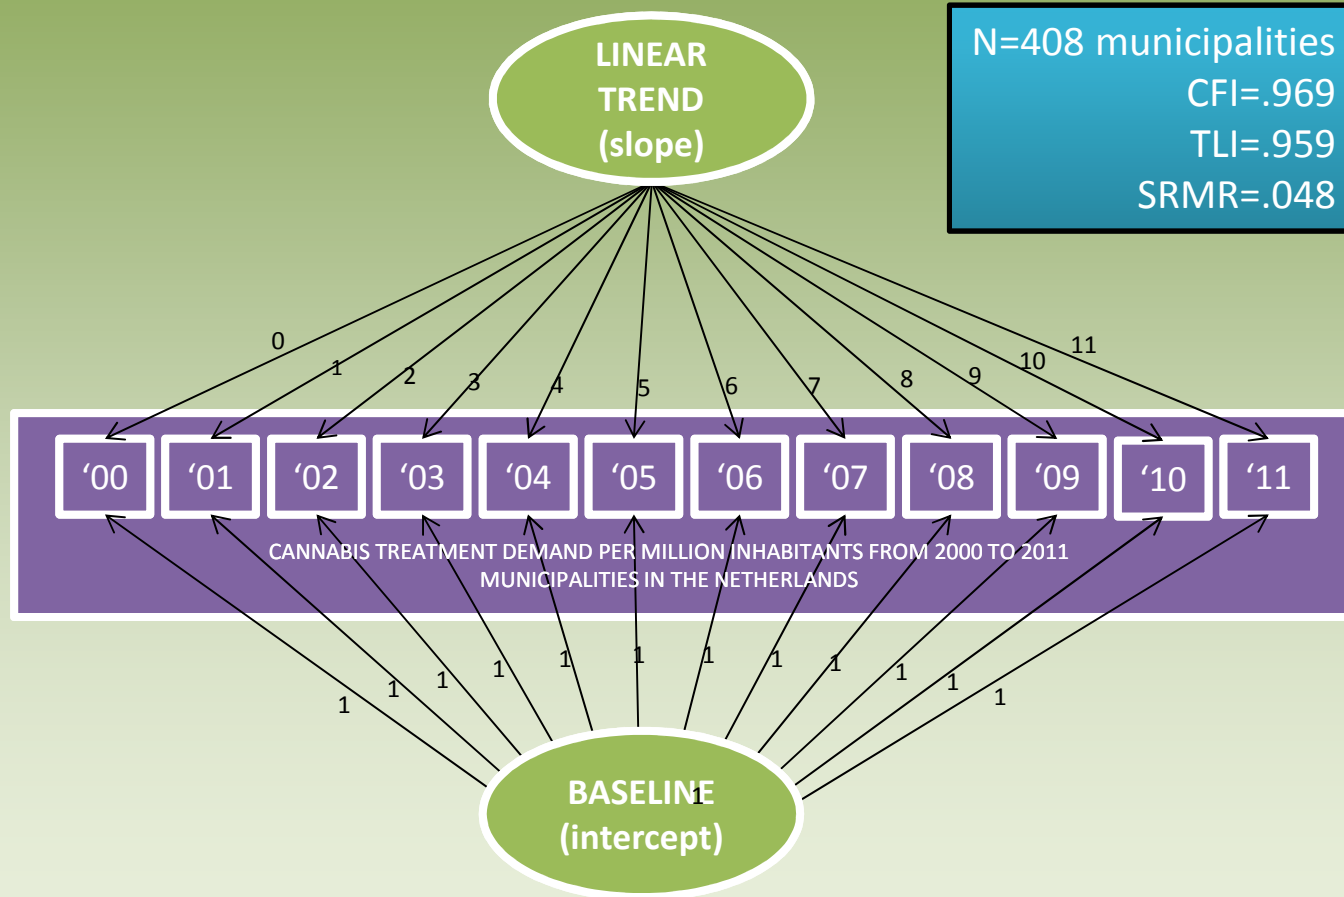 LINEAR
TREND
(slope)
N=408 municipalities
CFI=.969
TLI=.959
SRMR=.048
0 1 2 3 4 5 6 7 8 9 10 11
‘00 ‘01 ‘02 ‘03 ‘04 ‘05 ‘06 ‘07 ‘08 ‘09 ‘10 ‘11
CANNABIS TREATMENT DEMAND PER MILLION INHABITANTS FROM 2000 TO 2011
MUNICIPALITIES IN THE NETHERLANDS
1 1 1 1 1 1 1 1 1 1 1 1
BASELINE
1
(intercept)